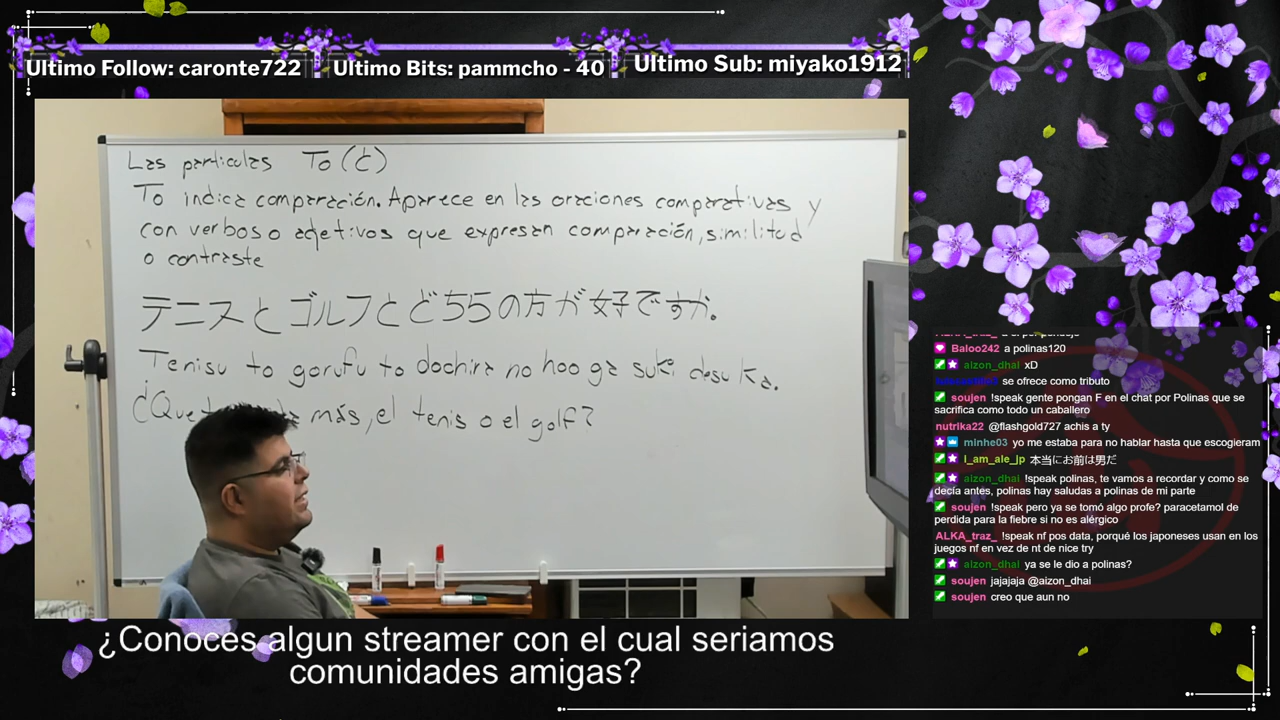 Ultimo Follow: caronte722
Ultimo Bits: pammcho - 40
Ultimo Sub: miyako1912
Las particulas To (と)
To indica comparación. Aparece en las oraciones comparativas y
con verbos o adjetivos que expresan comparación, similitud
o contraste
テニスとゴルフとどちらの方が好ですか。
Tenisu to gorufu to dochira no hoo ga suki desu ka.
¿Que más, el tenis o el golf?
Baloo242 a polinas120
aizon_dhai xD
se ofrece como tributo
soujen !speak gente pongan F en el chat por Polinas que se
sacrifica como todo un caballero
nutrika22 @flashgold727 achis a ty
minhe03 yo me estaba para no hablar hasta que escogieram
i_am_ale_jp 本当にお前は男だ
aizon_dhai !speak polinas, te vamos a recordar y como se
decía antes, polinas hay saludas a polinas de mi parte
soujen !speak pero ya se tomó algo profe? paracetamol de
perdida para la fiebre si no es alérgico
ALKA_traz_ !speak nf pos data, porqué los japoneses usan en los
juegos nf en vez de nt de nice try
aizon_dhai ya se le dio a polinas?
soujen jajajaja @aizon_dhai
soujen creo que aun no
¿Conoces algun streamer con el cual seriamos
comunidades amigas?